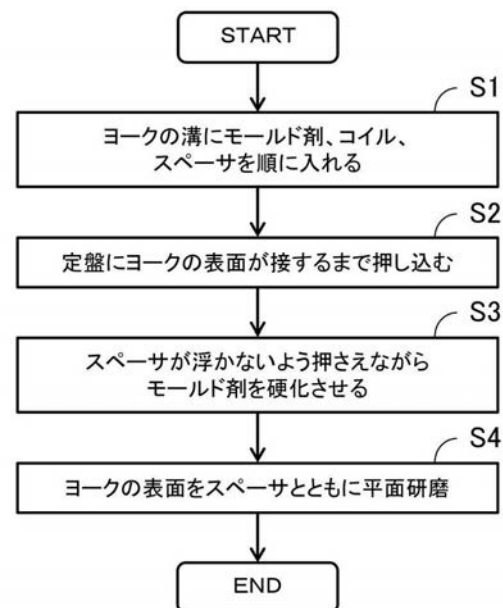 START
S1
ヨークの溝にモールド剤、コイル、
スペーサを順に入れる
S2
定盤にヨークの表面が接するまで押し込む
S3
スペーサが浮かないよう押さえながら
モールド剤を硬化させる
S4
ヨークの表面をスペーサとともに平面研磨
END